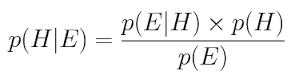 p(H|E) = \frac{p(E|H) \times p(H)}{p(E)}